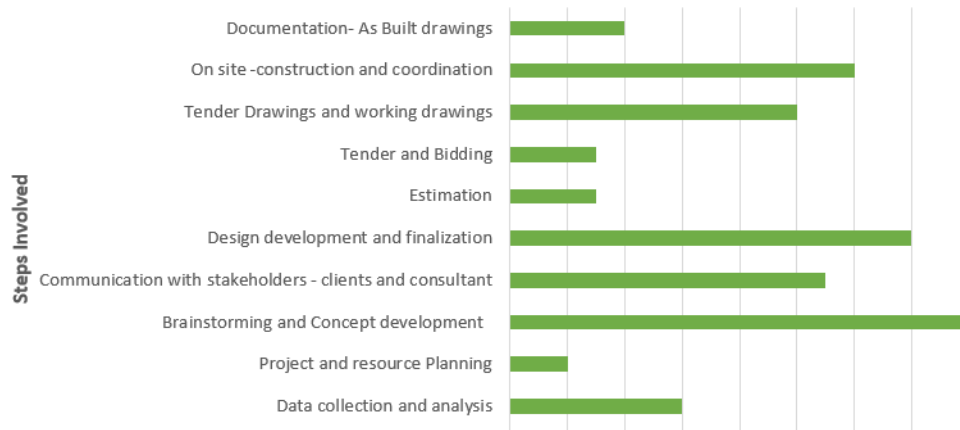 Documentation- As Built drawings
On site -construction and coordination
Tender Drawings and working drawings
Tender and Bidding
Estimation
Design development and finalization
Communication with stakeholders - clients and consultant
Brainstorming and Concept development
Project and resource Planning
Data collection and analysis
Steps Involved